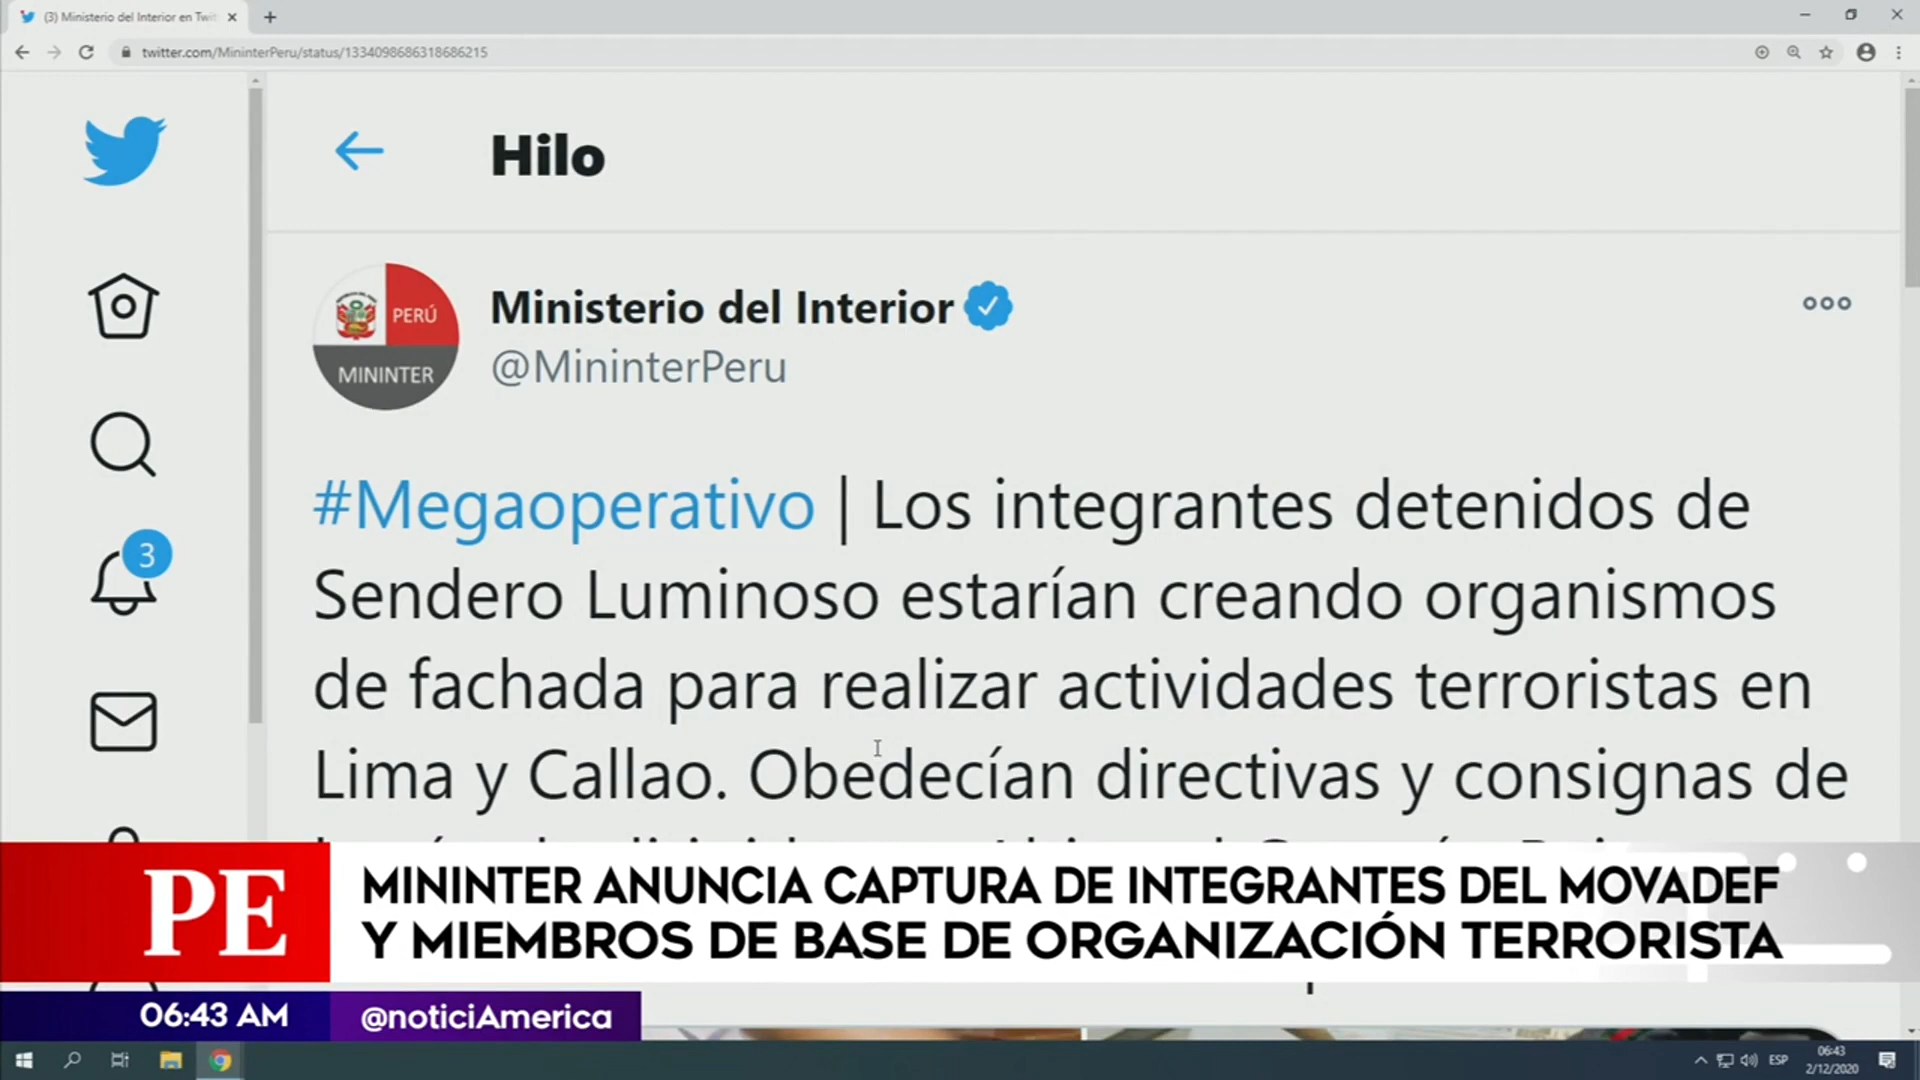 (3) Ministerio del Interior en Twit
twitter.com/MininterPeru/status/1334098686318686215
Hilo
PERÚ
MININTER
Ministerio del Interior
@MininterPeru
3
#Megaoperativo | Los integrantes detenidos de
Sendero Luminoso estarían creando organismos
de fachada para realizar actividades terroristas en
Lima y Callao. Obedecían directivas y consignas de
PE
MININTER ANUNCIA CAPTURA DE INTEGRANTES DEL MOVADEF
Y MIEMBROS DE BASE DE ORGANIZACIÓN TERRORISTA
06:43 AM
@noticiAmerica
ESP
06:43
2/12/2020